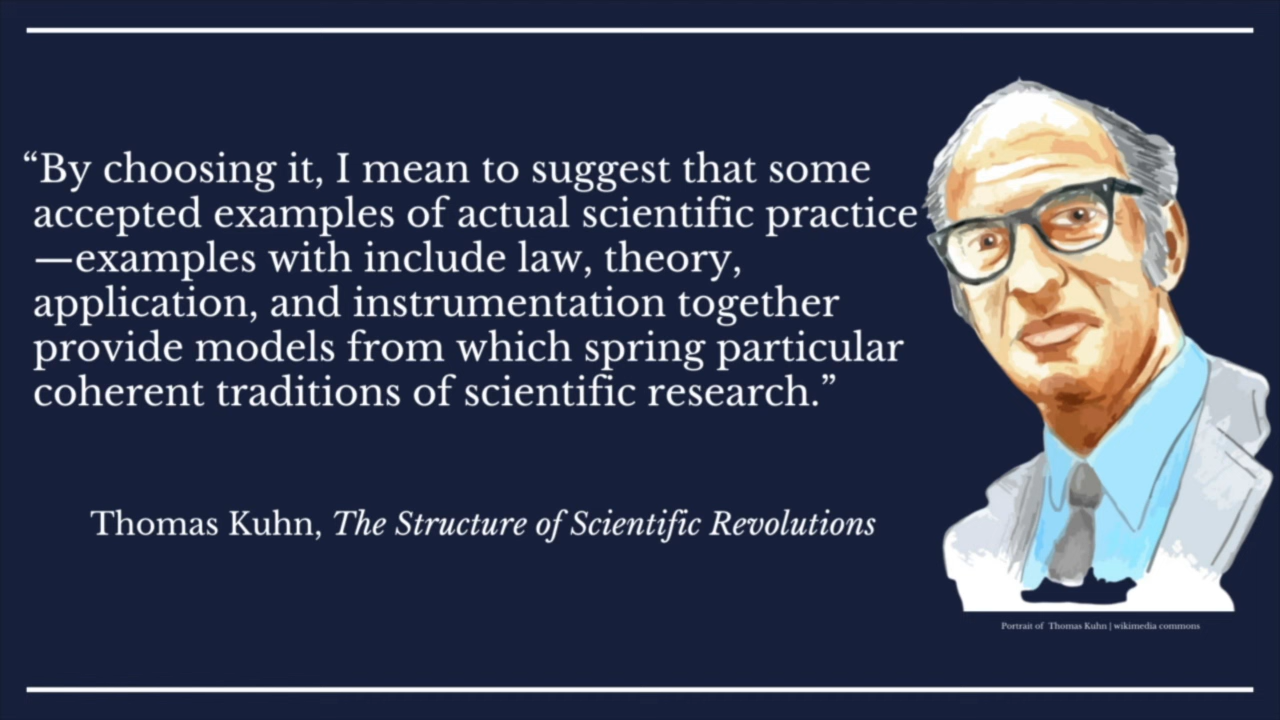 “By choosing it, I mean to suggest that some
accepted examples of actual scientific practice
—examples with include law, theory,
application, and instrumentation together
provide models from which spring particular
coherent traditions of scientific research.”
Thomas Kuhn, The Structure of Scientific Revolutions
Portrait of Thomas Kuhn | wikimedia commons